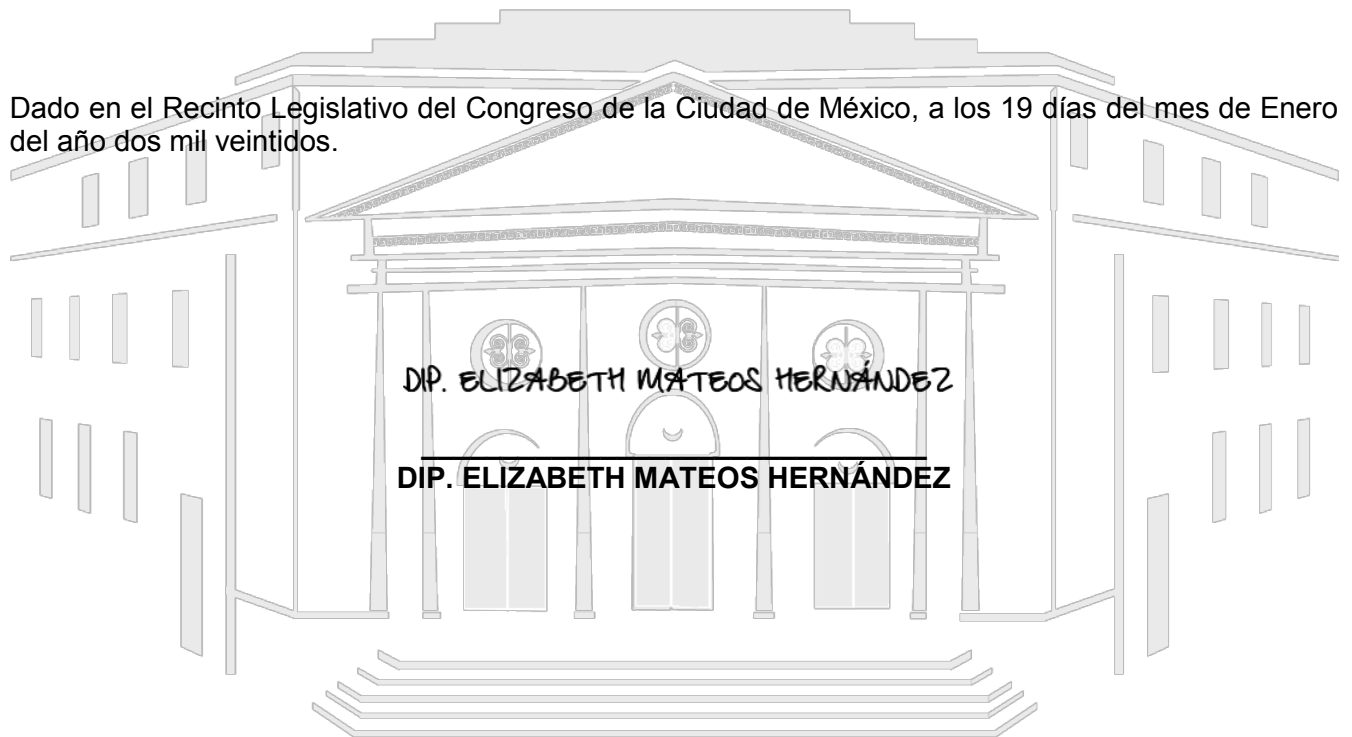 Dado en el Recinto Legislativo del Congreso de la Ciudad de México, a los 19 días del mes de Enero
del año dos mil veintidos.
DIP. ELIZABETH MATEOS HERNÁNDEZ
DIP. ELIZABETH MATEOS HERNÁNDEZ